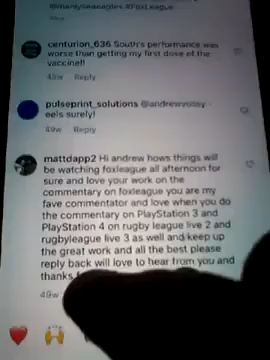 @manlyseaeagles #FoxLeague
centurion_636 South's performance was
worse than getting my first dose of the
vaccine!!
49w Reply
pulseprint_solutions @andrewvossy
eels surely!
49w Reply
mattdapp2 Hi andrew hows things will
be watching foxleague all afternoon for
sure and love your work on the
commentary on foxleague you are my
fave commentator and love when you do
the commentary on PlayStation 3 and
PlayStation 4 on rugby league live 2 and
rugbyleague live 3 as well and keep up
the great work and all the best please
reply back will love to hear from you and
thanks
49w